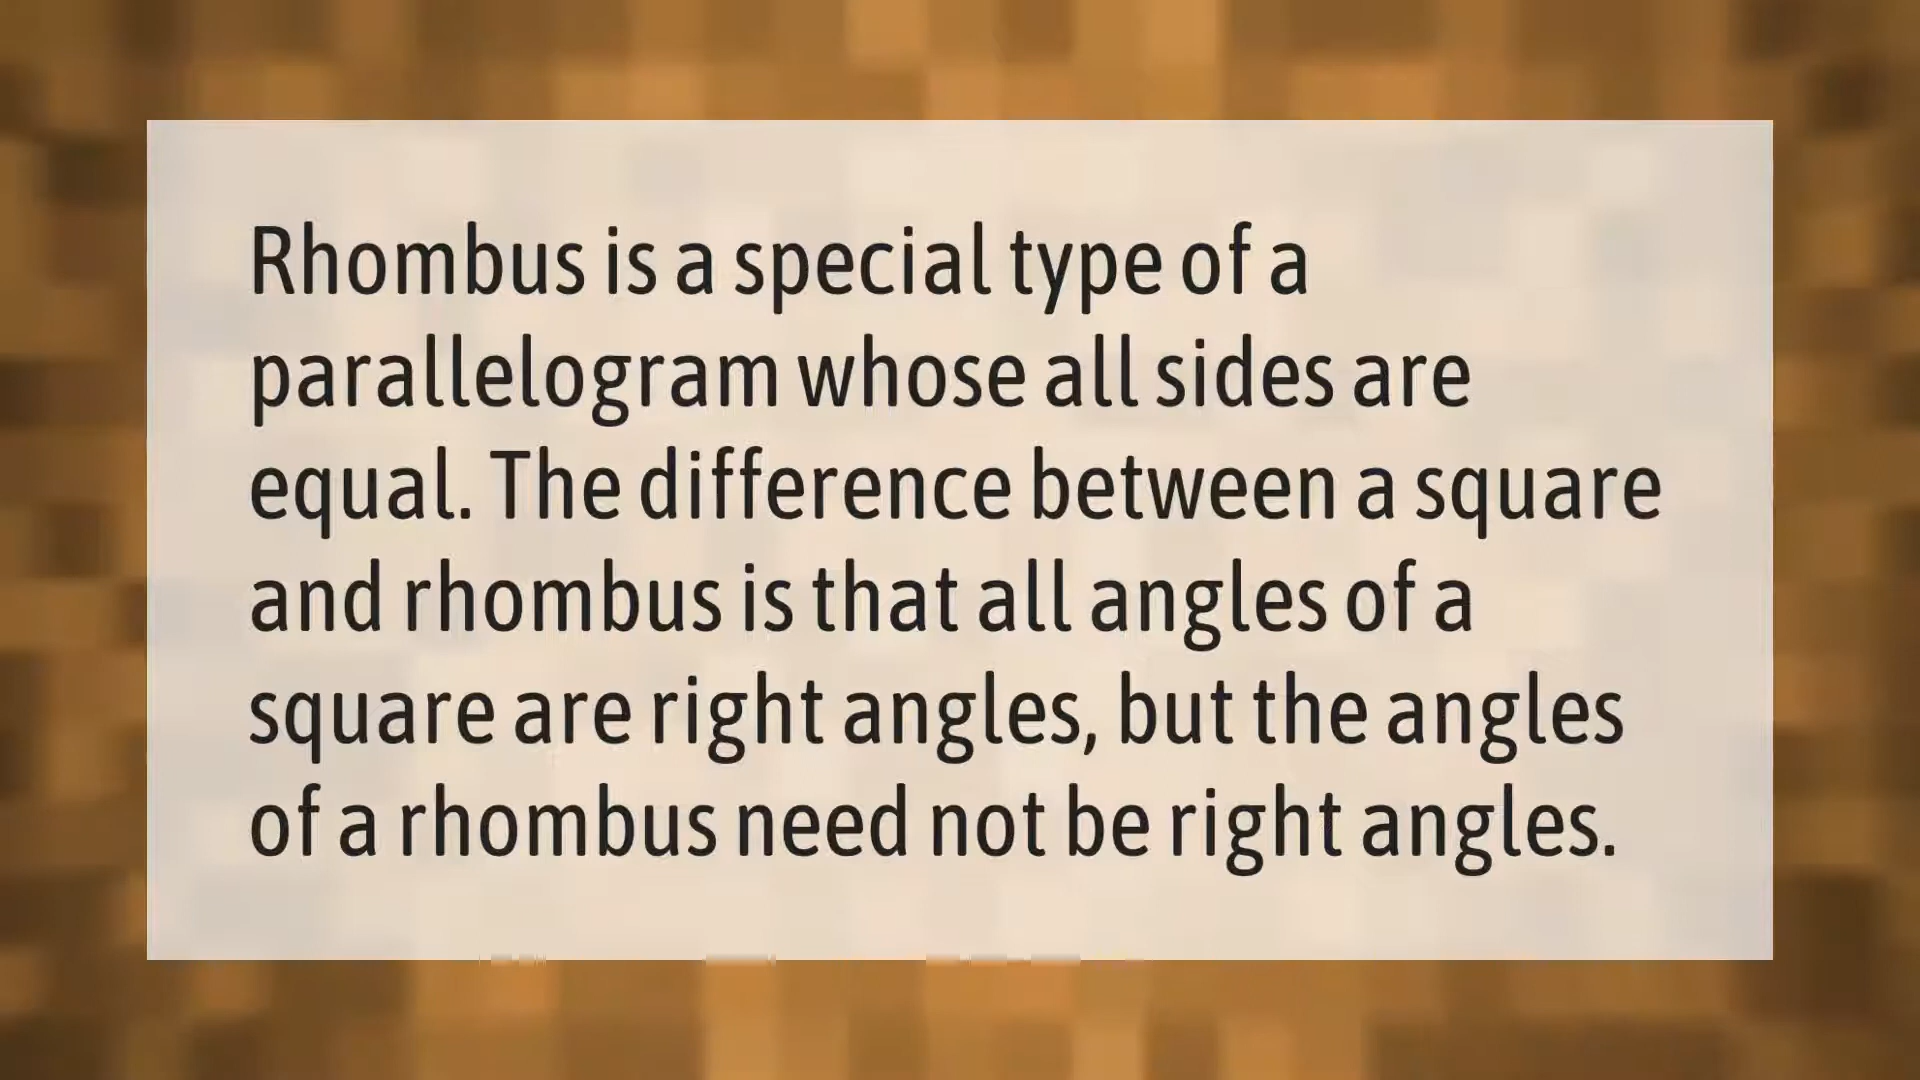 Rhombus is a special type of a
parallelogram whose all sides are
equal. The difference between a square
and rhombus is that all angles of a
square are right angles, but the angles
of a rhombus need not be right angles.